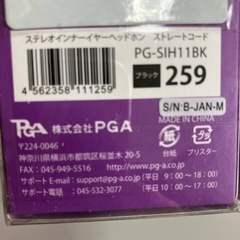 ステレオインナーイヤーヘッドホン ストレートコード
PG-SIH11BK
ブラック 259
4 562358 111259
S/N:B-JAN-M
MADE IN CHINA
PGA 株式会社PGA
〒224-0046
神奈川県横浜市都筑区桜並木 20-5
FAX 045-949-5516 http://www.pg-a.co.jp
サポート E-Mail support@pg-a.com (平日 9:00〜18:00)
サポート電話 045-532-3077 (平日 10:00〜17:00)
紙 台紙
プラ ブリスター